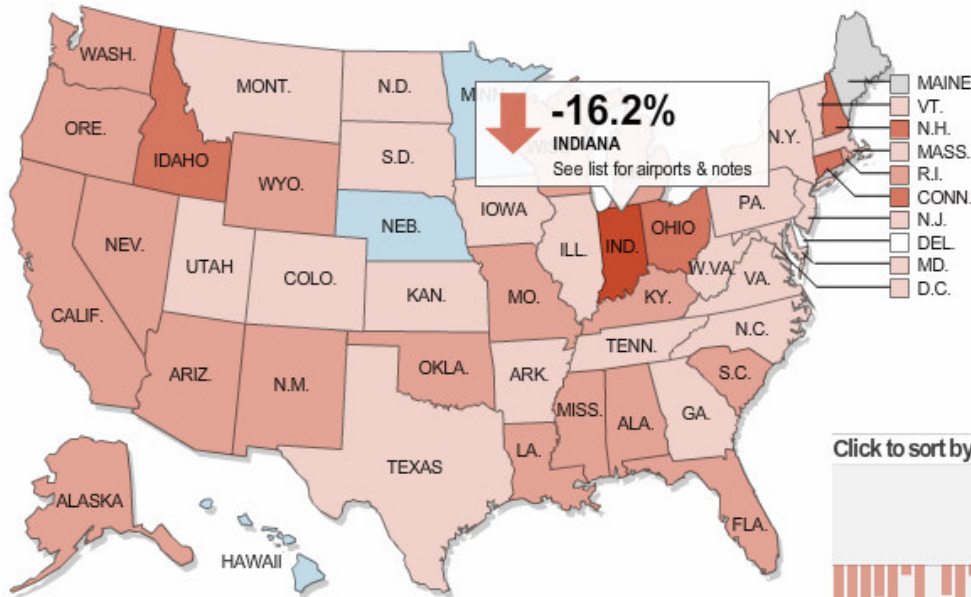 WASH.
MONT.
N.D.
MINN.
MAINE
VT.
ORE.
IDAHO
S.D.
-16.2%
INDIANA
See list for airports & notes
N.Y.
N.H.
MASS.
R.I.
WYO.
CONN.
IOWA
PA.
N.J.
NEB.
NEV.
UTAH
COLO.
ILL.
IND.
OHIO
DEL.
W.VA.
VA.
MD.
D.C.
CALIF.
KAN.
MO.
KY.
N.C.
TENN.
ARIZ.
N.M.
OKLA.
ARK.
S.C.
MISS.
ALA.
GA.
TEXAS
LA.
Click to sort by
ALASKA
FLA.
HAWAII